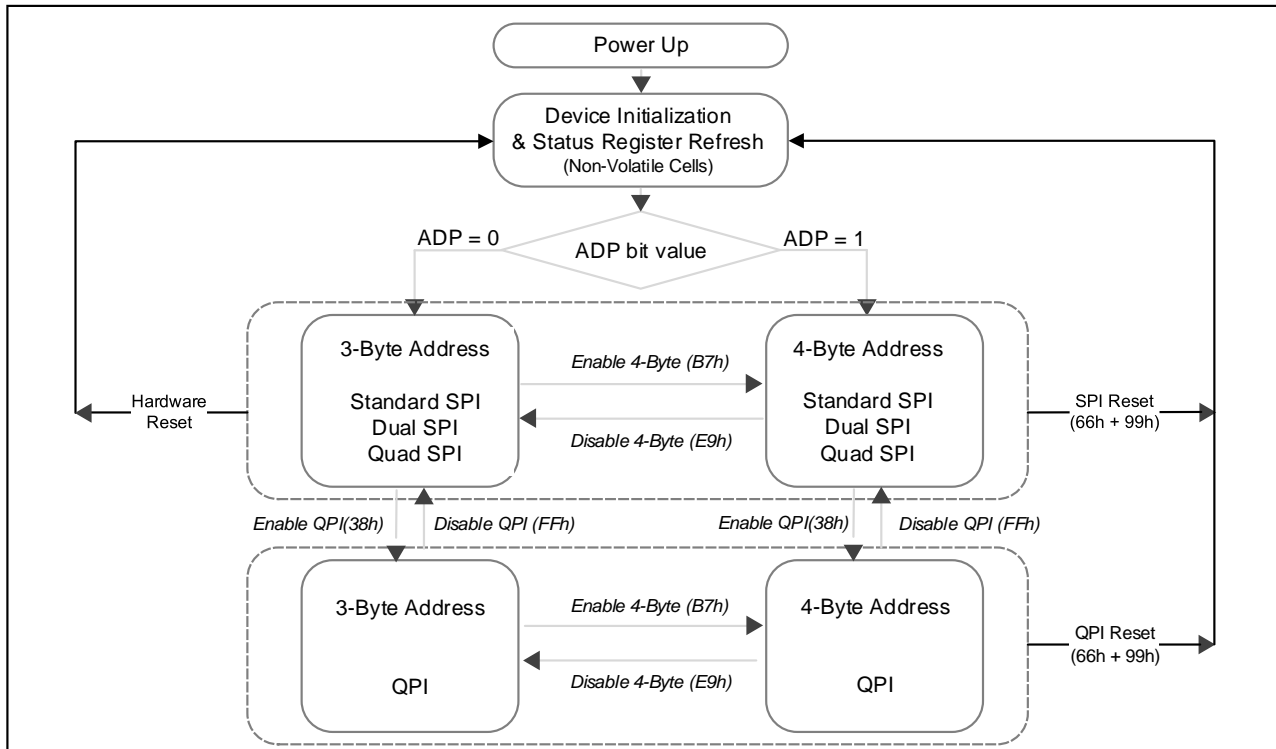 Power Up
Device Initialization
& Status Register Refresh
(Non-Volatile Cells)
ADP = 0
ADP bit value
ADP = 1
3-Byte Address
Standard SPI
Dual SPI
Quad SPI
Enable 4-Byte (B7h)
Disable 4-Byte (E9h)
4-Byte Address
Standard SPI
Dual SPI
Quad SPI
Hardware
Reset
SPI Reset
(66h + 99h)
Enable QPI(38h)
Disable QPI (FFh)
Enable QPI(38h)
Disable QPI (FFh)
3-Byte Address
QPI
Enable 4-Byte (B7h)
Disable 4-Byte (E9h)
4-Byte Address
QPI
QPI Reset
(66h + 99h)